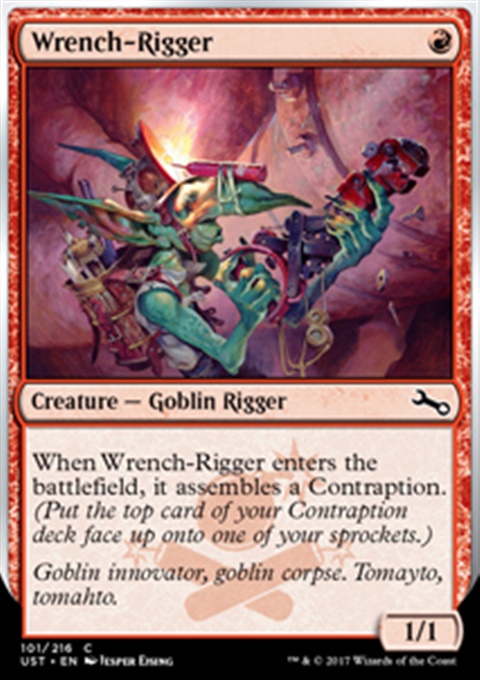 Wrench-Rigger
Creature — Goblin Rigger
When Wrench-Rigger enters the
battlefield, it assembles a Contraption.
(Put the top card of your Contraption
deck face up onto one of your sprockets.)
Goblin innovator, goblin corpse. Tomayto,
tomahto.
1/1
101/216 C
UST • EN Jesper Ejsing
™ & © 2017 Wizards of the Coast